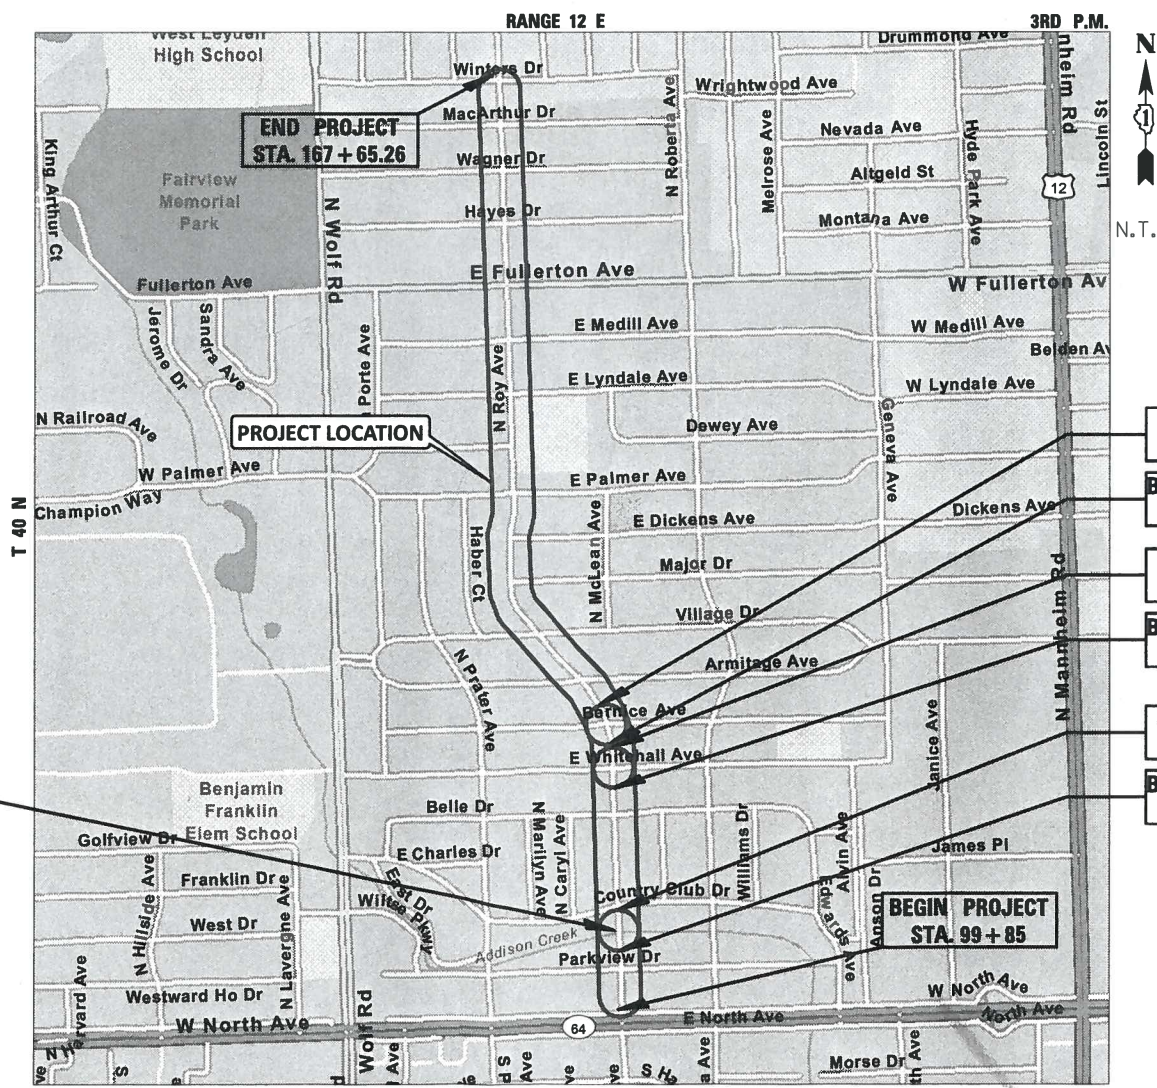 RANGE 12 E
3RD P.M.
West Leyden
High School
Winters Dr
Drummond Ave
N
Wrightwood Ave
MacArthur Dr
END PROJECT
STA. 167+65.26
Wagner Dr
Nevada Ave
Altgeld St
Montana Ave
Hayes Dr
King Arthur Ct
Fairview
Memorial
Park
N Wolf Rd
N Roberta Ave
Melrose Ave
Hyde Park Ave
nheim Rd
Lincoln St
12
1
N.T.
E Fullerton Ave
W Fullerton Av
Fullerton Ave
Jerome Dr
Sandra Ave
Porte Ave
N Roy Ave
E Medill Ave
W Medill Ave
Belden Av
E Lyndale Ave
W Lyndale Ave
N Railroad Ave
PROJECT LOCATION
Dewey Ave
Geneva Ave
W Palmer Ave
E Palmer Ave
Champion Way
T 40 N
Haber Ct
N McLean Ave
E Dickens Ave
Dickens Ave
Major Dr
Village Dr
Armitage Ave
N Mannheim Rd
N Prater Ave
Bernice Ave
E Whitehall Ave
Janice Ave
Benjamin
Franklin
Elem School
Belle Dr
N Marilyn Ave
N Caryl Ave
Williams Dr
Alvin Ave
Golfview Dr
E Charles Dr
James Pl
Franklin Dr
East Dr
Country Club Dr
Edwards Ave
Anson Dr
N Hillside Ave
West Dr
N Lavergne Ave
Wiltse Pkwy
Addison Creek
Parkview Dr
BEGIN PROJECT
STA. 99+85
N Harvard Ave
Westward Ho Dr
W North Ave
North Ave
W North Ave
Wolf Rd
64
E North Ave
Morse Dr
B
B
B